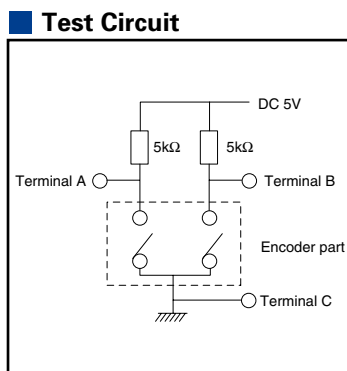 Test Circuit
DC 5V
5kΩ 5kΩ
Terminal A Terminal B
Encoder part
Terminal C